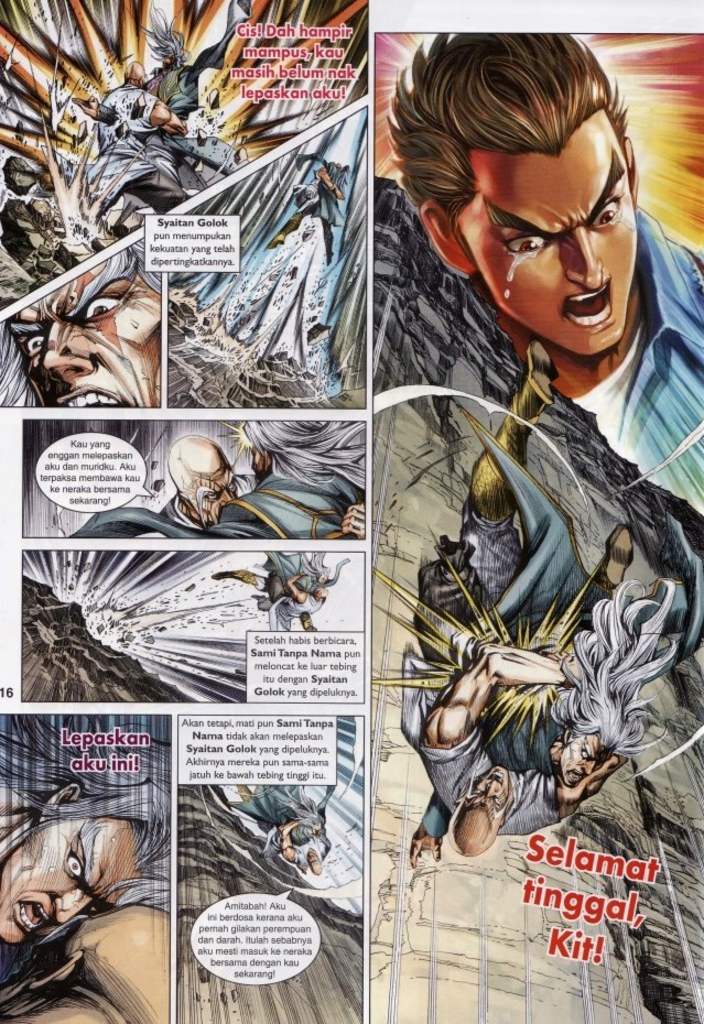 Cis! Dah hampir
mampus, kau
masih belum nak
lepaskan aku!
Syaitan Golok
pun menumpukan
kekuatan yang telah
dipertingkatkannya.
Kau yang
enggan melepaskan
aku dan muridku. Aku
terpaksa membawa kau
ke neraka bersama
sekarang!
Setelah habis berbicara,
Sami Tanpa Nama pun
meloncat ke luar tebing
itu dengan Syaitan
Golok yang dipeluknya.
16
Lepaskan
aku ini!
Akan tetapi, mati pun Sami Tanpa
Nama tidak akan melepaskan
Syaitan Golok yang dipeluknya.
Akhirnya mereka pun sama-sama
jatuh ke bawah tebing tinggi itu.
Amitabah! Aku
ini berdosa kerana aku
pernah gilakan perempuan
dan darah. Itulah sebabnya
aku mesti masuk ke neraka
bersama dengan kau
sekarang!
Selamat
tinggal,
Kit!